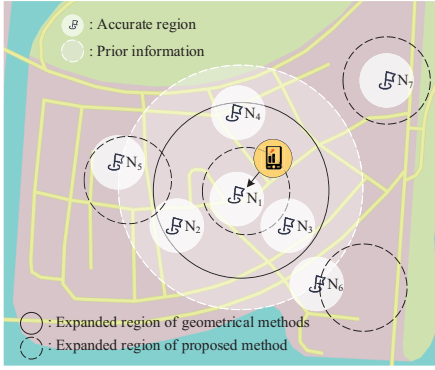 : Accurate region
: Prior information
N7
N4
N5
N1
N2
N3
N6
: Expanded region of geometrical methods
: Expanded region of proposed method